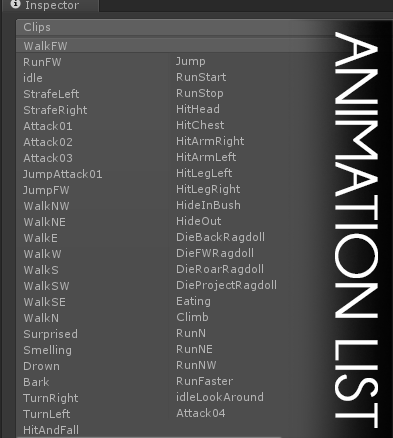 Inspector
Clips
WalkFW
RunFW
idle
StrafeLeft
StrafeRight
Attack01
Attack02
Attack03
JumpAttack01
JumpFW
WalkNW
WalkNE
WalkE
WalkW
WalkS
WalkSW
WalkSE
WalkN
Surprised
Smelling
Drown
Bark
TurnRight
TurnLeft
HitAndFall
Jump
RunStart
RunStop
HitHead
HitChest
HitArmRight
HitArmLeft
HitLegLeft
HitLegRight
HideInBush
HideOut
DieBackRagdoll
DieFWRagdoll
DieRoarRagdoll
DieProjectRagdoll
Eating
Climb
RunN
RunNE
RunNW
RunFaster
idleLookAround
Attack04
ANIMATION LIST